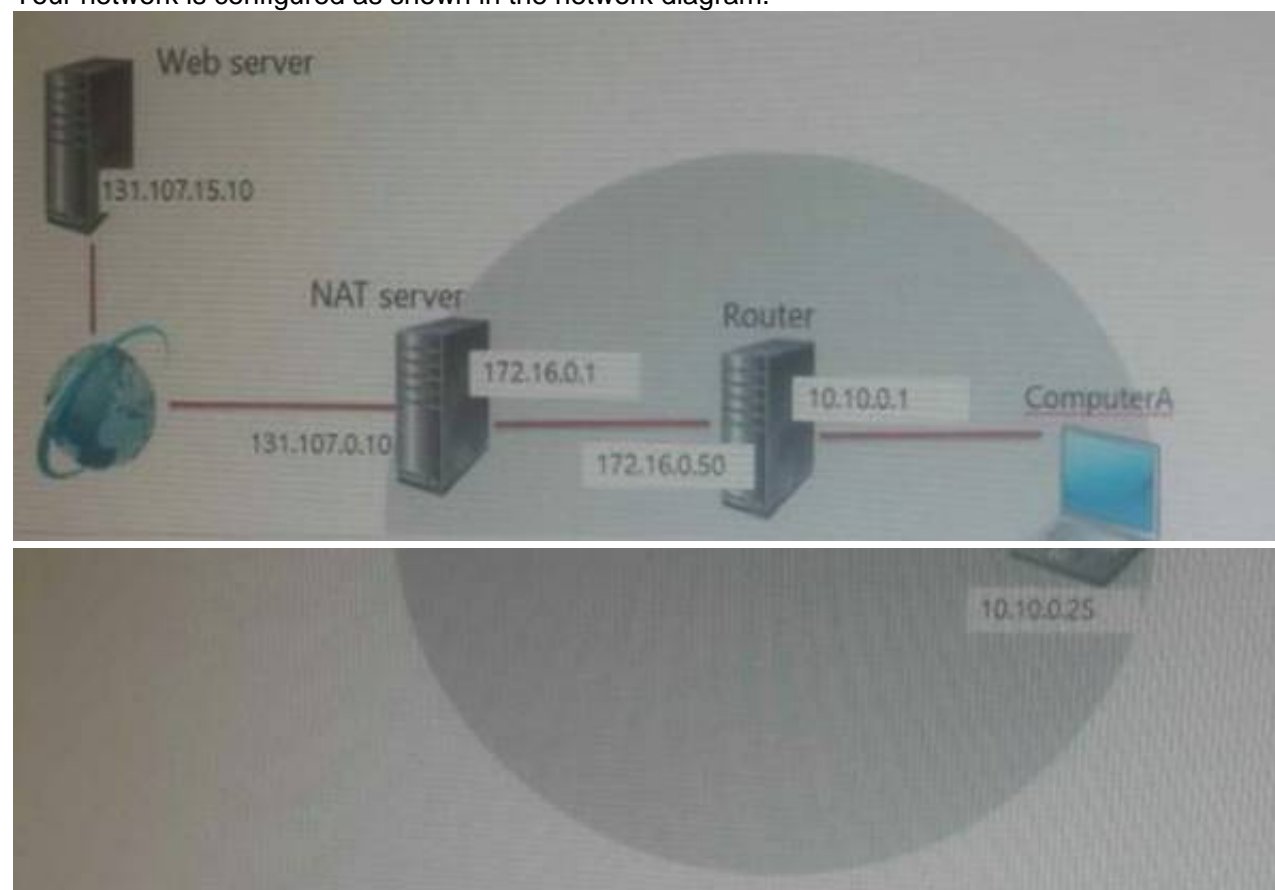 Your network is configured as shown in the network diagram.
Web server
131.107.15.10
NAT server
172.16.0.1
Router
10.10.0.1
ComputerA
131.107.0.10
172.16.0.50
10.10.0.25